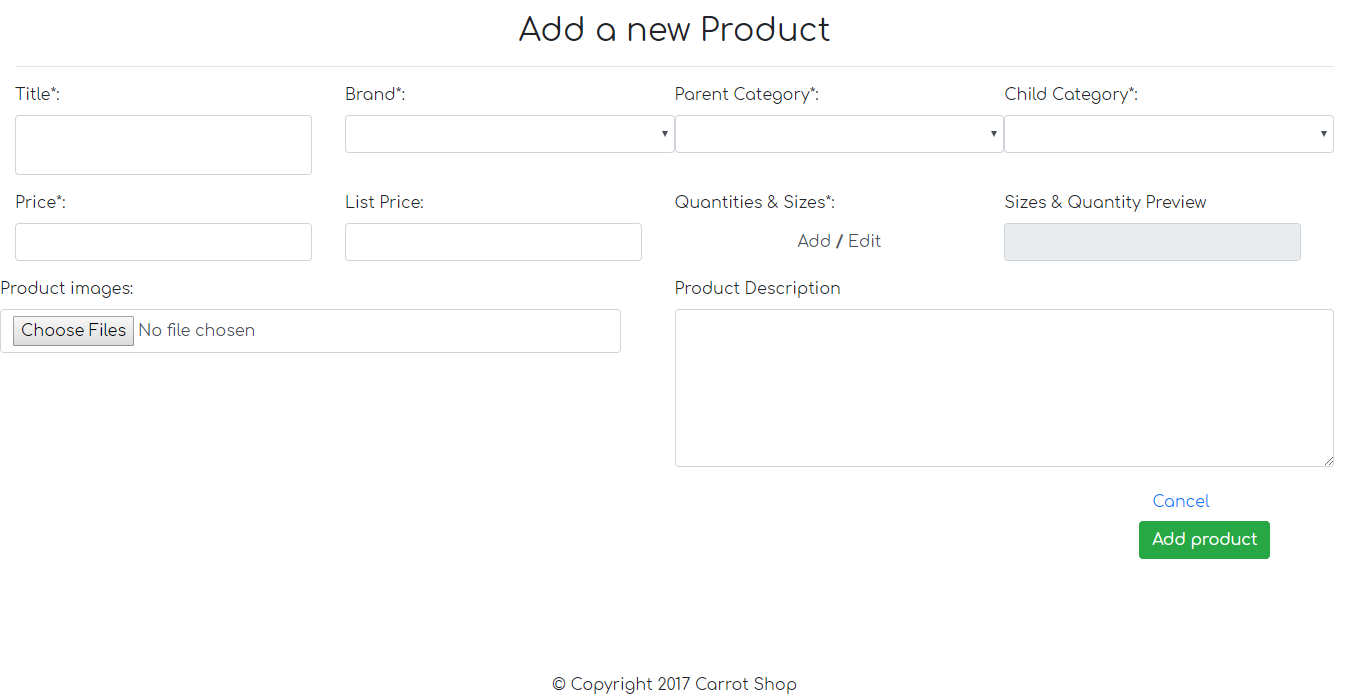 Add a new Product
Title*: Brand*: Parent Category*: Child Category*:
Price*: List Price: Quantities & Sizes*: Sizes & Quantity Preview
Add / Edit
Product images: Product Description
Choose Files No file chosen
Cancel
Add product
© Copyright 2017 Carrot Shop